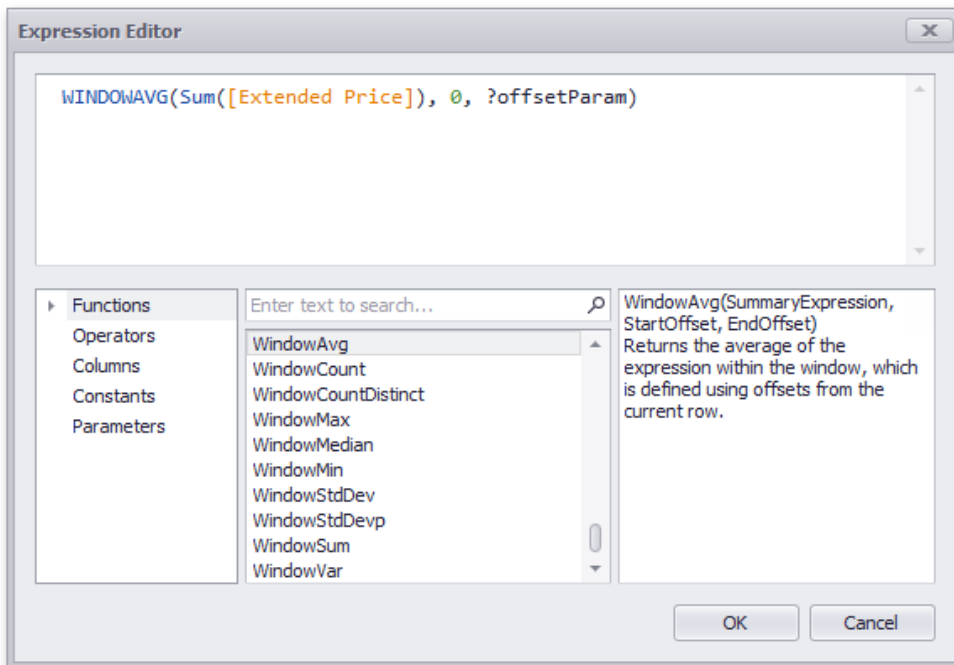 Expression Editor
WINDOWAVG(Sum([Extended Price]), 0, ?offsetParam)
Functions
Operators
Columns
Constants
Parameters
Enter text to search...
WindowAvg
WindowCount
WindowCountDistinct
WindowMax
WindowMedian
WindowMin
WindowStdDev
WindowStdDevp
WindowSum
WindowVar
WindowAvg(SummaryExpression,
StartOffset, EndOffset)
Returns the average of the
expression within the window, which
is defined using offsets from the
current row.
OK
Cancel